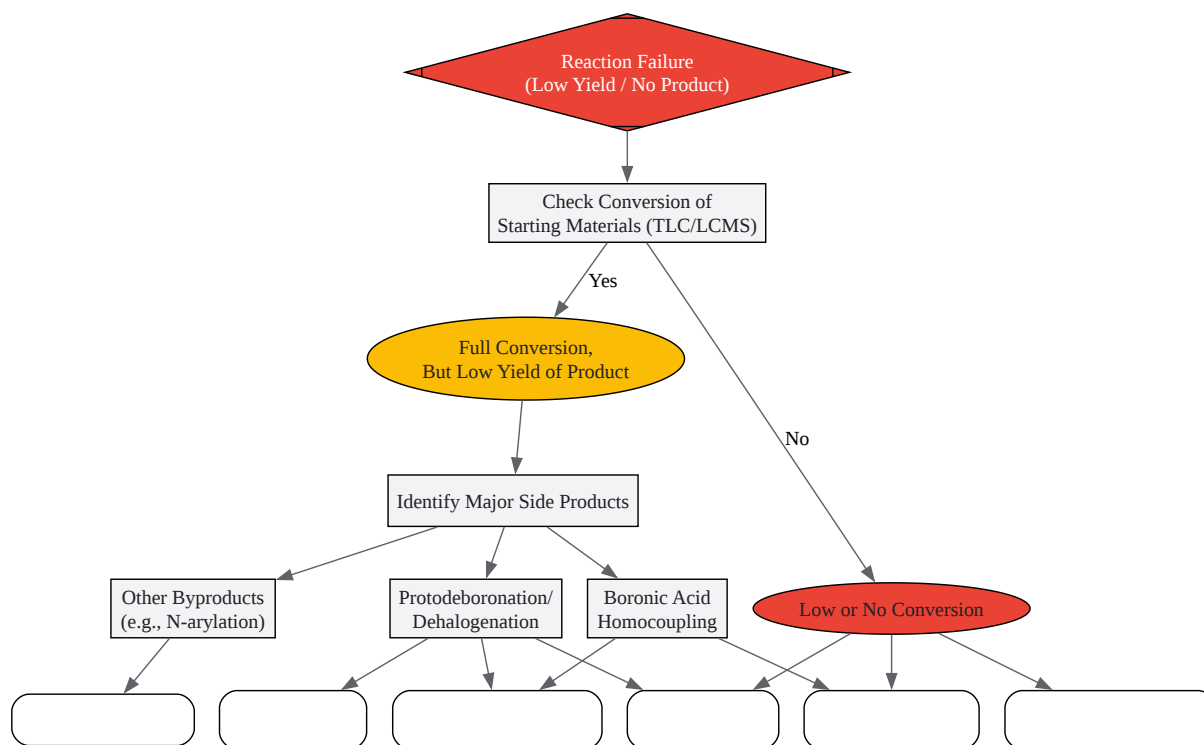 Reaction Failure
(Low Yield / No Product)
Check Conversion of
Starting Materials (TLC/LCMS)
Yes
Full Conversion,
But Low Yield of Product
No
Identify Major Side Products
Other Byproducts
(e.g., N-arylation)
Protodeboronation/
Dehalogenation
Boronic Acid
Homocoupling
Low or No Conversion